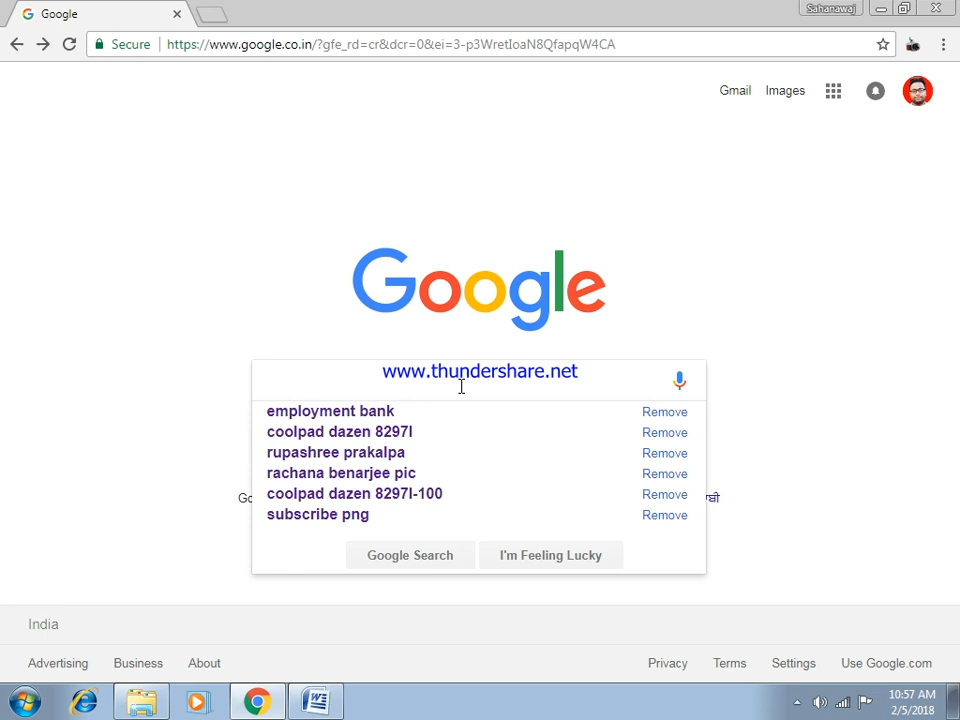 Google
Sahanawaj
Secure
https://www.google.co.in/?gfe_rd=cr&dcr=0&ei=3-p3WretIoaN8QfapqW4CA
Gmail Images
Google
www.thundershare.net
employment bank Remove
coolpad dazen 8297l Remove
rupashree prakalpa Remove
rachana benarjee pic Remove
coolpad dazen 8297l-100 Remove
subscribe png Remove
Google Search I'm Feeling Lucky
India
Advertising Business About Privacy Terms Settings Use Google.com
10:57 AM
2/5/2018